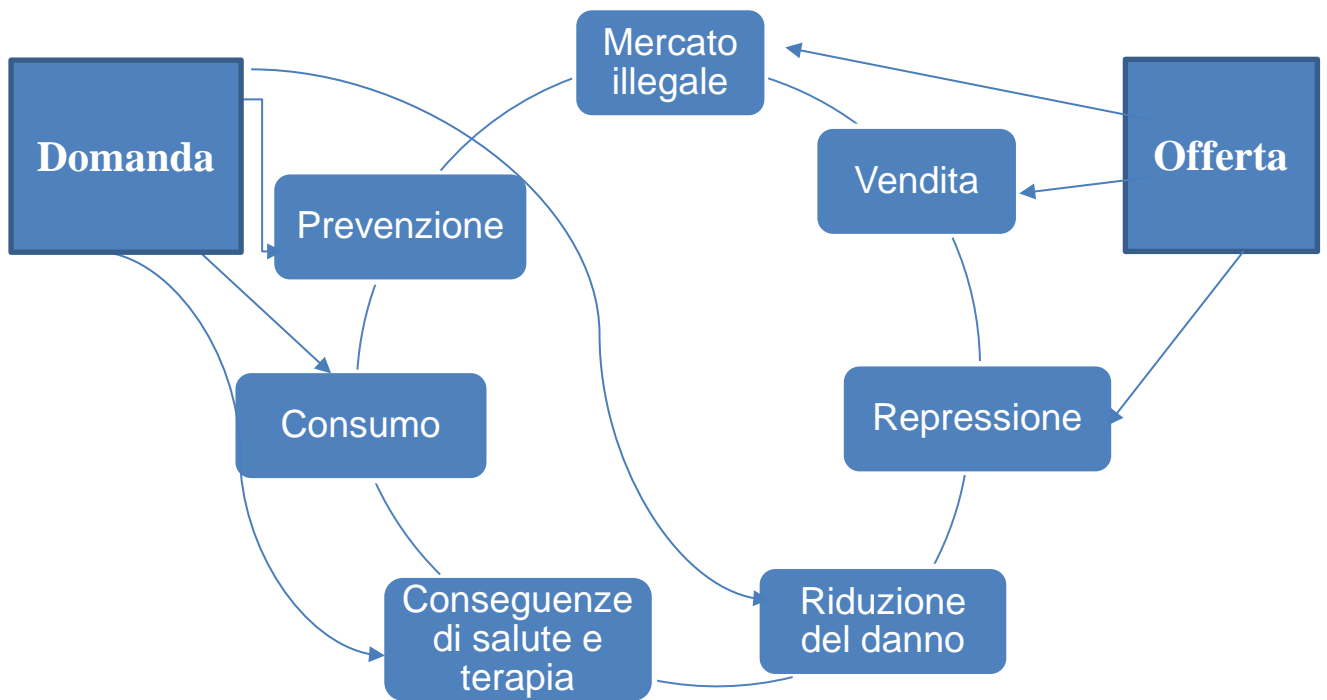 Mercato
illegale
Domanda
Offerta
Vendita
Prevenzione
Consumo
Repressione
Conseguenze
di salute e
terapia
Riduzione
del danno